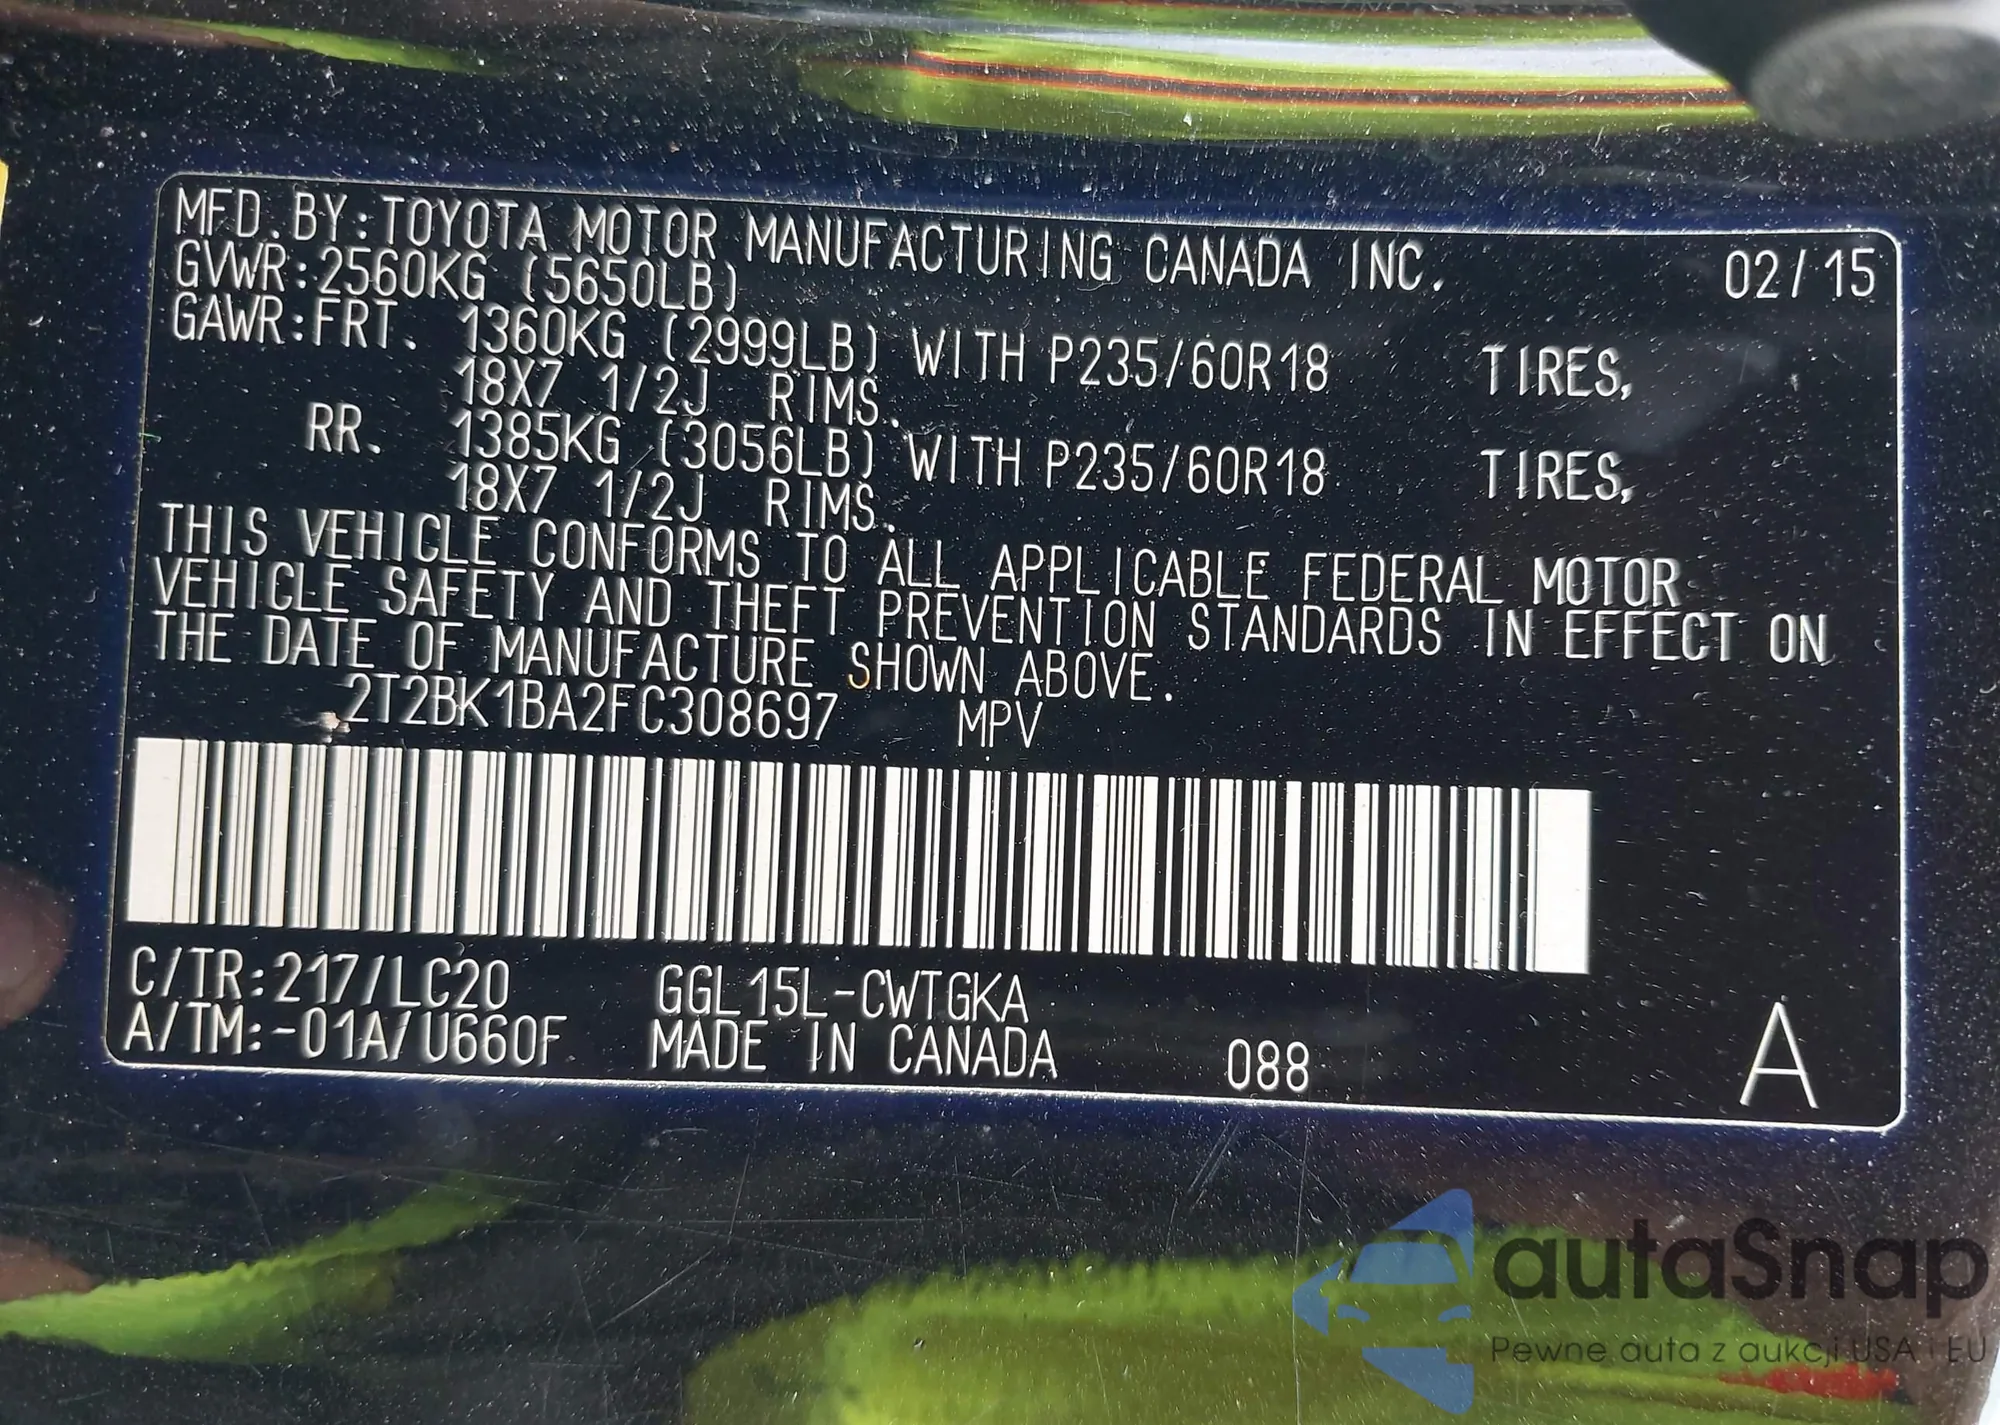 MFD. BY: TOYOTA MOTOR MANUFACTURING CANADA INC. 02/15
GVWR: 2560KG (5650LB)
GAWR: FRT. 1360KG (2999LB) WITH P235/60R18 TIRES,
18X7 1/2J RIMS.
RR. 1385KG (3056LB) WITH P235/60R18 TIRES,
18X7 1/2J RIMS.
THIS VEHICLE CONFORMS TO ALL APPLICABLE FEDERAL MOTOR
VEHICLE SAFETY AND THEFT PREVENTION STANDARDS IN EFFECT ON
THE DATE OF MANUFACTURE SHOWN ABOVE.
2T2BK1BA2FC308697 MPV
C/TR: 217/LC20 GGL15L-CWTGKA
A/TM: -01A/U660F MADE IN CANADA 088 A
autaSnap
Pewne auta z aukcji USA i EU